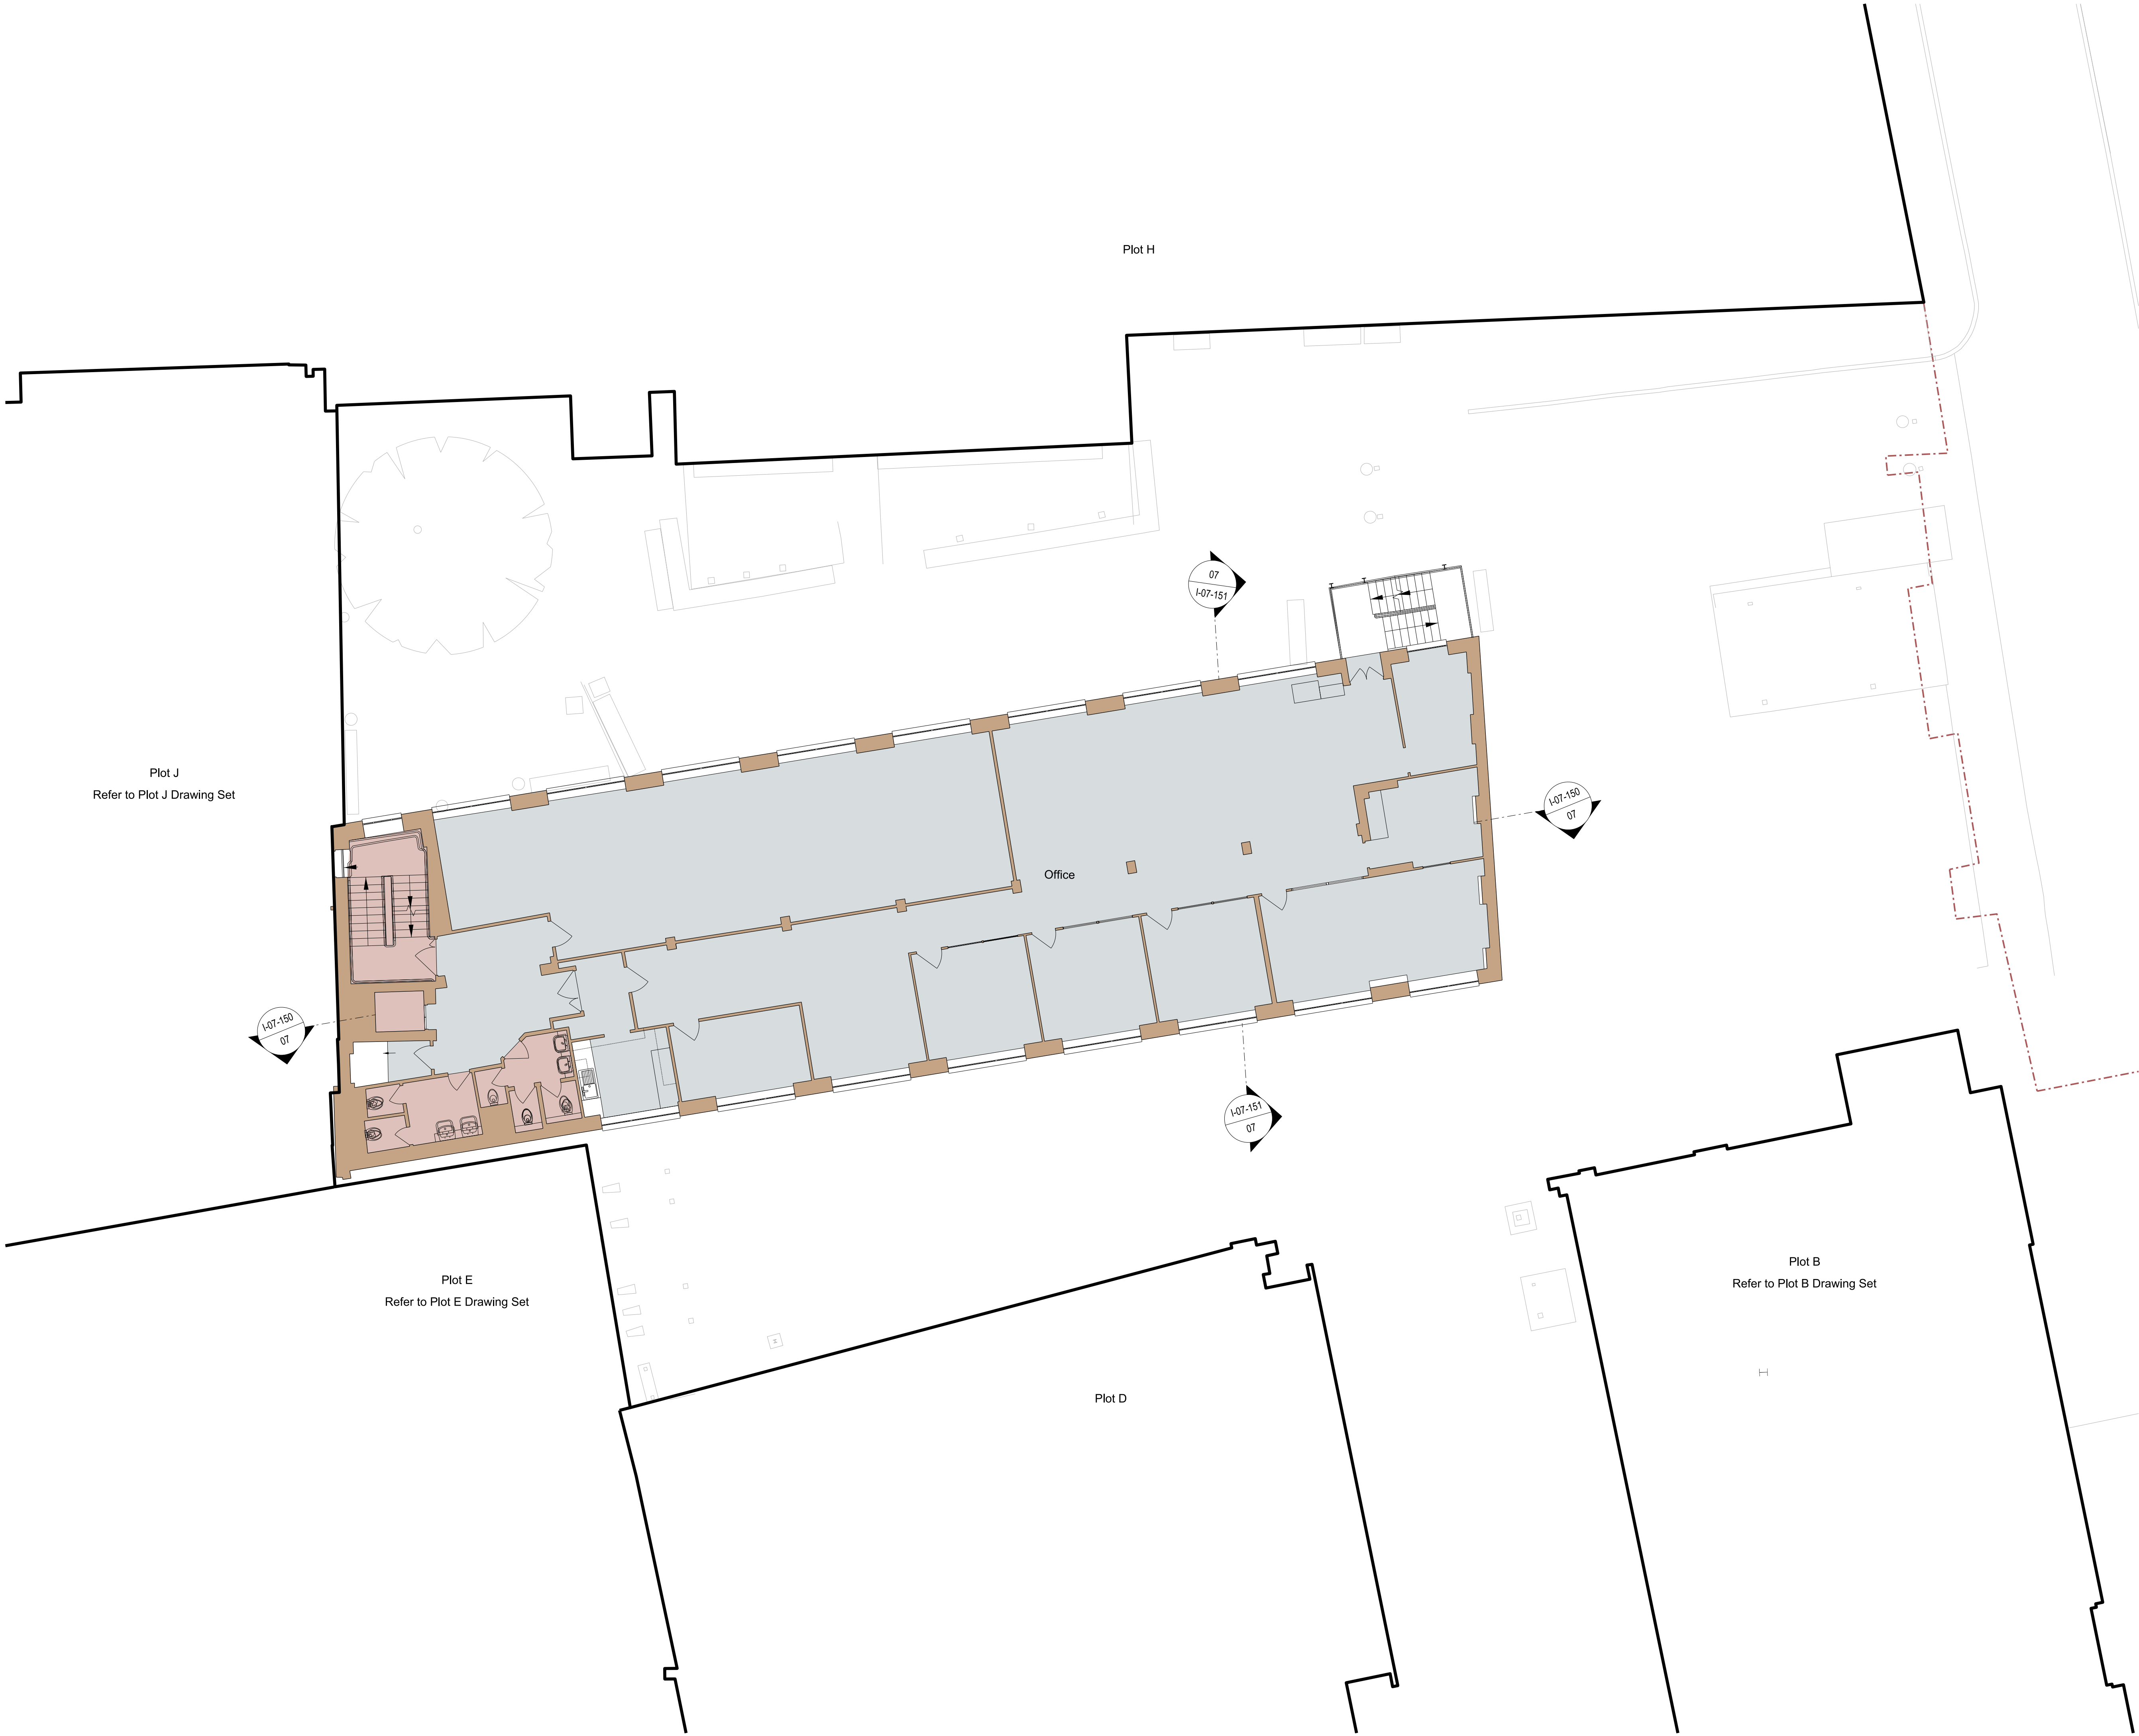 Plot H
07
I-07-151
Plot J
Refer to Plot J Drawing Set
I-07-150
07
Office
I-07-150
07
I-07-151
07
Plot E
Refer to Plot E Drawing Set
Plot B
Refer to Plot B Drawing Set
Plot D